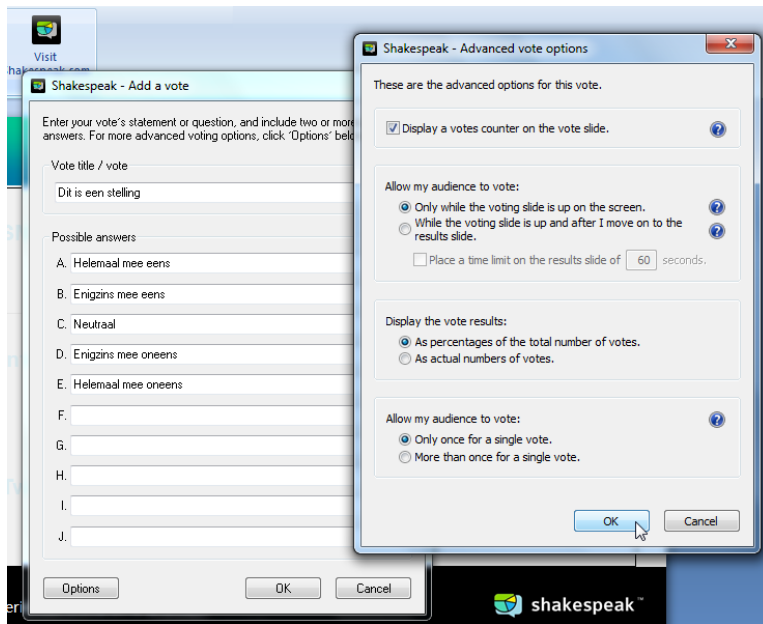 Visit
Shakespeak - Add a vote
Enter your vote's statement or question, and include two or more
answers. For more advanced voting options, click 'Options'
Vote title / vote
Dit is een stelling
Possible answers
A. Helemaal mee eens
B. Enigzins mee eens
C. Neutraal
D. Enigzins mee oneens
E. Helemaal mee oneens
F.
G.
H.
I.
J.
Options
OK
Cancel
Shakespeak - Advanced vote options
These are the advanced options for this vote.
Display a votes counter on the vote slide.
Allow my audience to vote:
Only while the voting slide is up on the screen.
While the voting slide is up and after I move on to the
results slide.
Place a time limit on the results slide of 60 seconds.
Display the vote results:
As percentages of the total number of votes.
As actual numbers of votes.
Allow my audience to vote:
Only once for a single vote.
More than once for a single vote.
OK
Cancel
shakespeak™